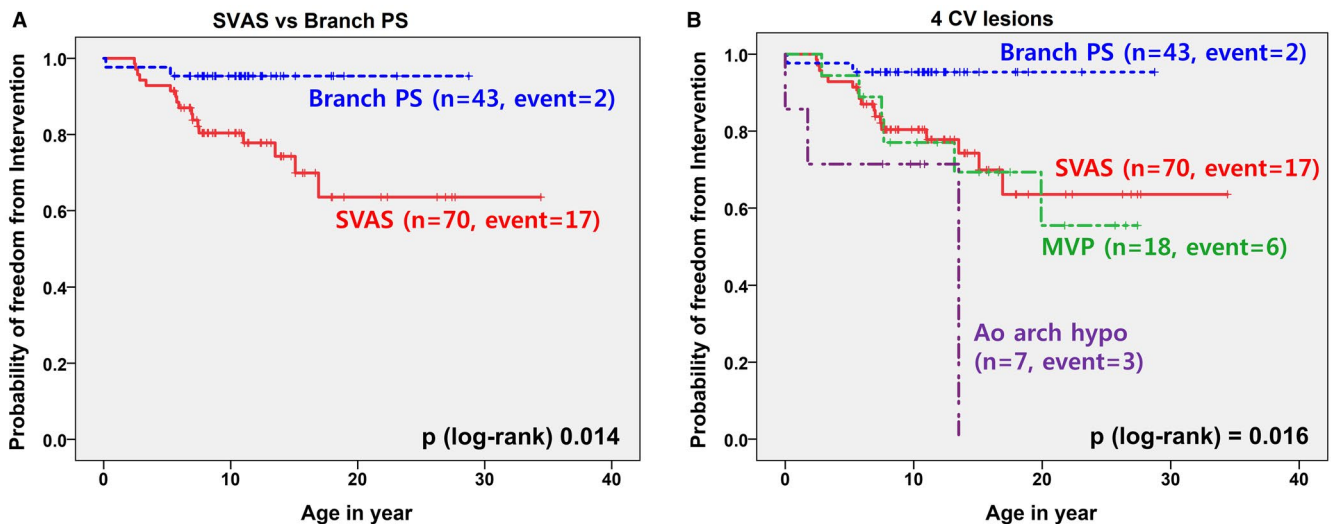 A
SVAS vs Branch PS
Probability of freedom from Intervention
1.0
0.8
0.6
0.4
0.2
0.0
Branch PS (n=43, event=2)
SVAS (n=70, event=17)
p (log-rank) 0.014
0 10 20 30 40
Age in year
B
4 CV lesions
Probability of freedom from Intervention
1.0
0.8
0.6
0.4
0.2
0.0
Branch PS (n=43, event=2)
SVAS (n=70, event=17)
MVP (n=18, event=6)
Ao arch hypo
(n=7, event=3)
p (log-rank) = 0.016
0 10 20 30 40
Age in year